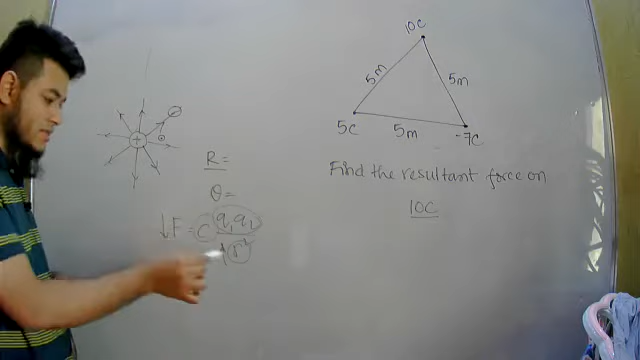 10C
5m
5m
5C
5m
-7C
Find the resultant force on
10C
R =
θ =
↓F = C q₁q₂ / r²